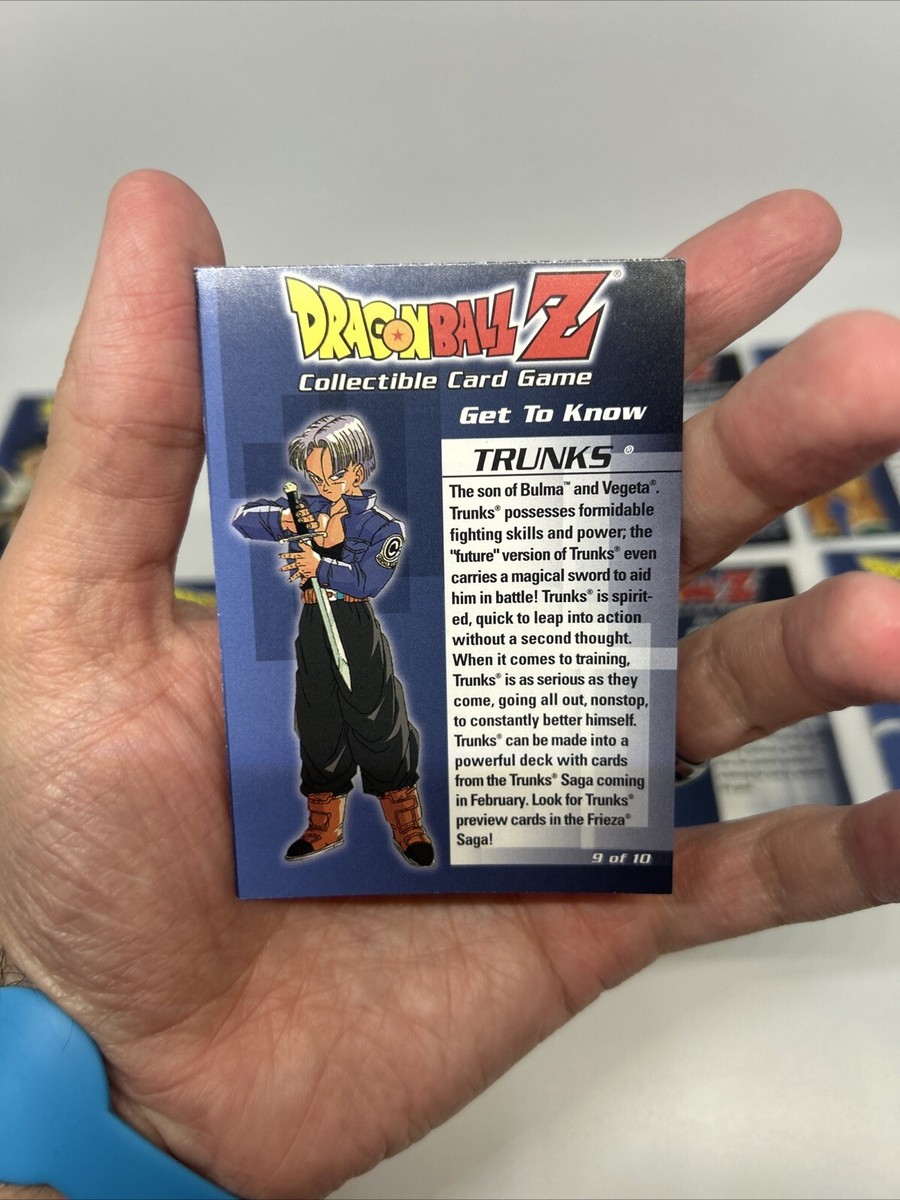 DRAGON BALL Z®
Collectible Card Game
Get To Know
TRUNKS®
The son of Bulma™ and Vegeta®.
Trunks® possesses formidable
fighting skills and power; the
"future" version of Trunks® even
carries a magical sword to aid
him in battle! Trunks® is spirit-
ed, quick to leap into action
without a second thought.
When it comes to training,
Trunks® is as serious as they
come, going all out, nonstop,
to constantly better himself.
Trunks® can be made into a
powerful deck with cards
from the Trunks® Saga coming
in February. Look for Trunks®
preview cards in the Frieza®
Saga!
9 of 10